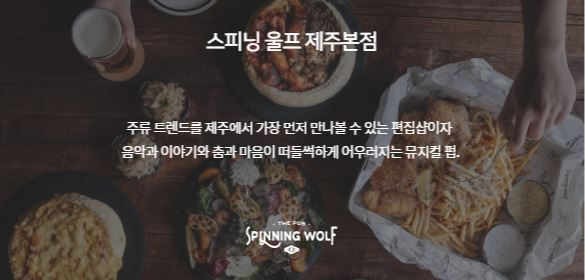 스피닝 울프 제주본점
주류 트렌드를 제주에서 가장 먼저 만나볼 수 있는 편집샵이자
음악과 이야기와 춤과 마음이 떠들썩하게 어우러지는 뮤지컬 펍.
THE PUB
SPINNING WOLF